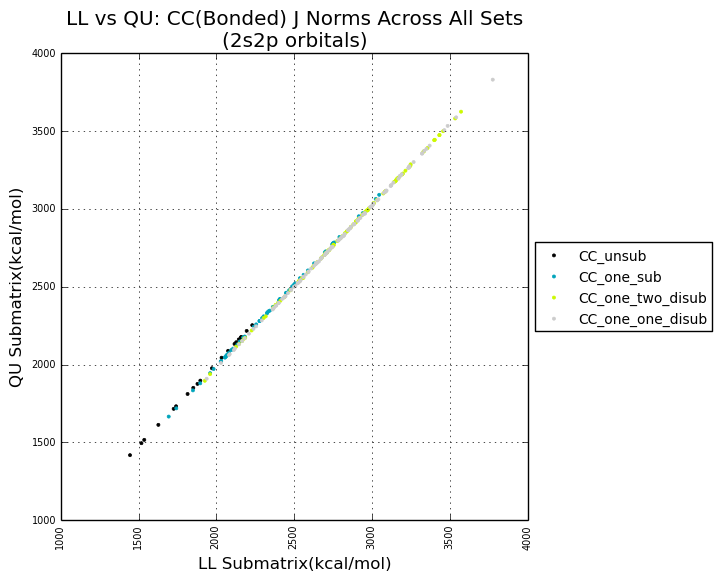 LL vs QU: CC(Bonded) J Norms Across All Sets
(2s2p orbitals)
4000
3500
3000
2500
2000
1500
1000
QU Submatrix(kcal/mol)
1000
1500
2000
2500
3000
3500
4000
LL Submatrix(kcal/mol)
CC_unsub
CC_one_sub
CC_one_two_disub
CC_one_one_disub